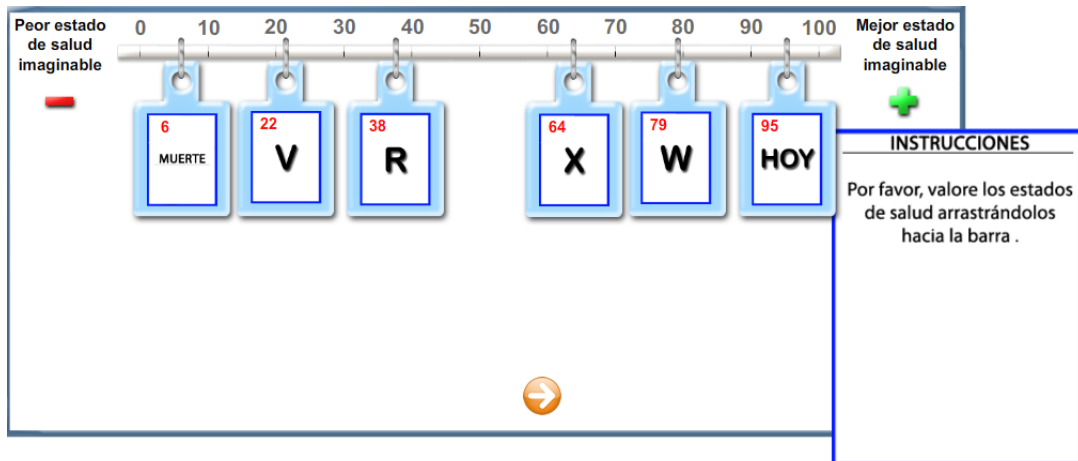 Peor estado
de salud
imaginable
0 10 20 30 40 50 60 70 80 90 100
Mejor estado
de salud
imaginable
6
MUERTE
22
V
38
R
64
X
79
W
95
HOY
INSTRUCCIONES
Por favor, valore los estados
de salud arrastrándolos
hacia la barra .